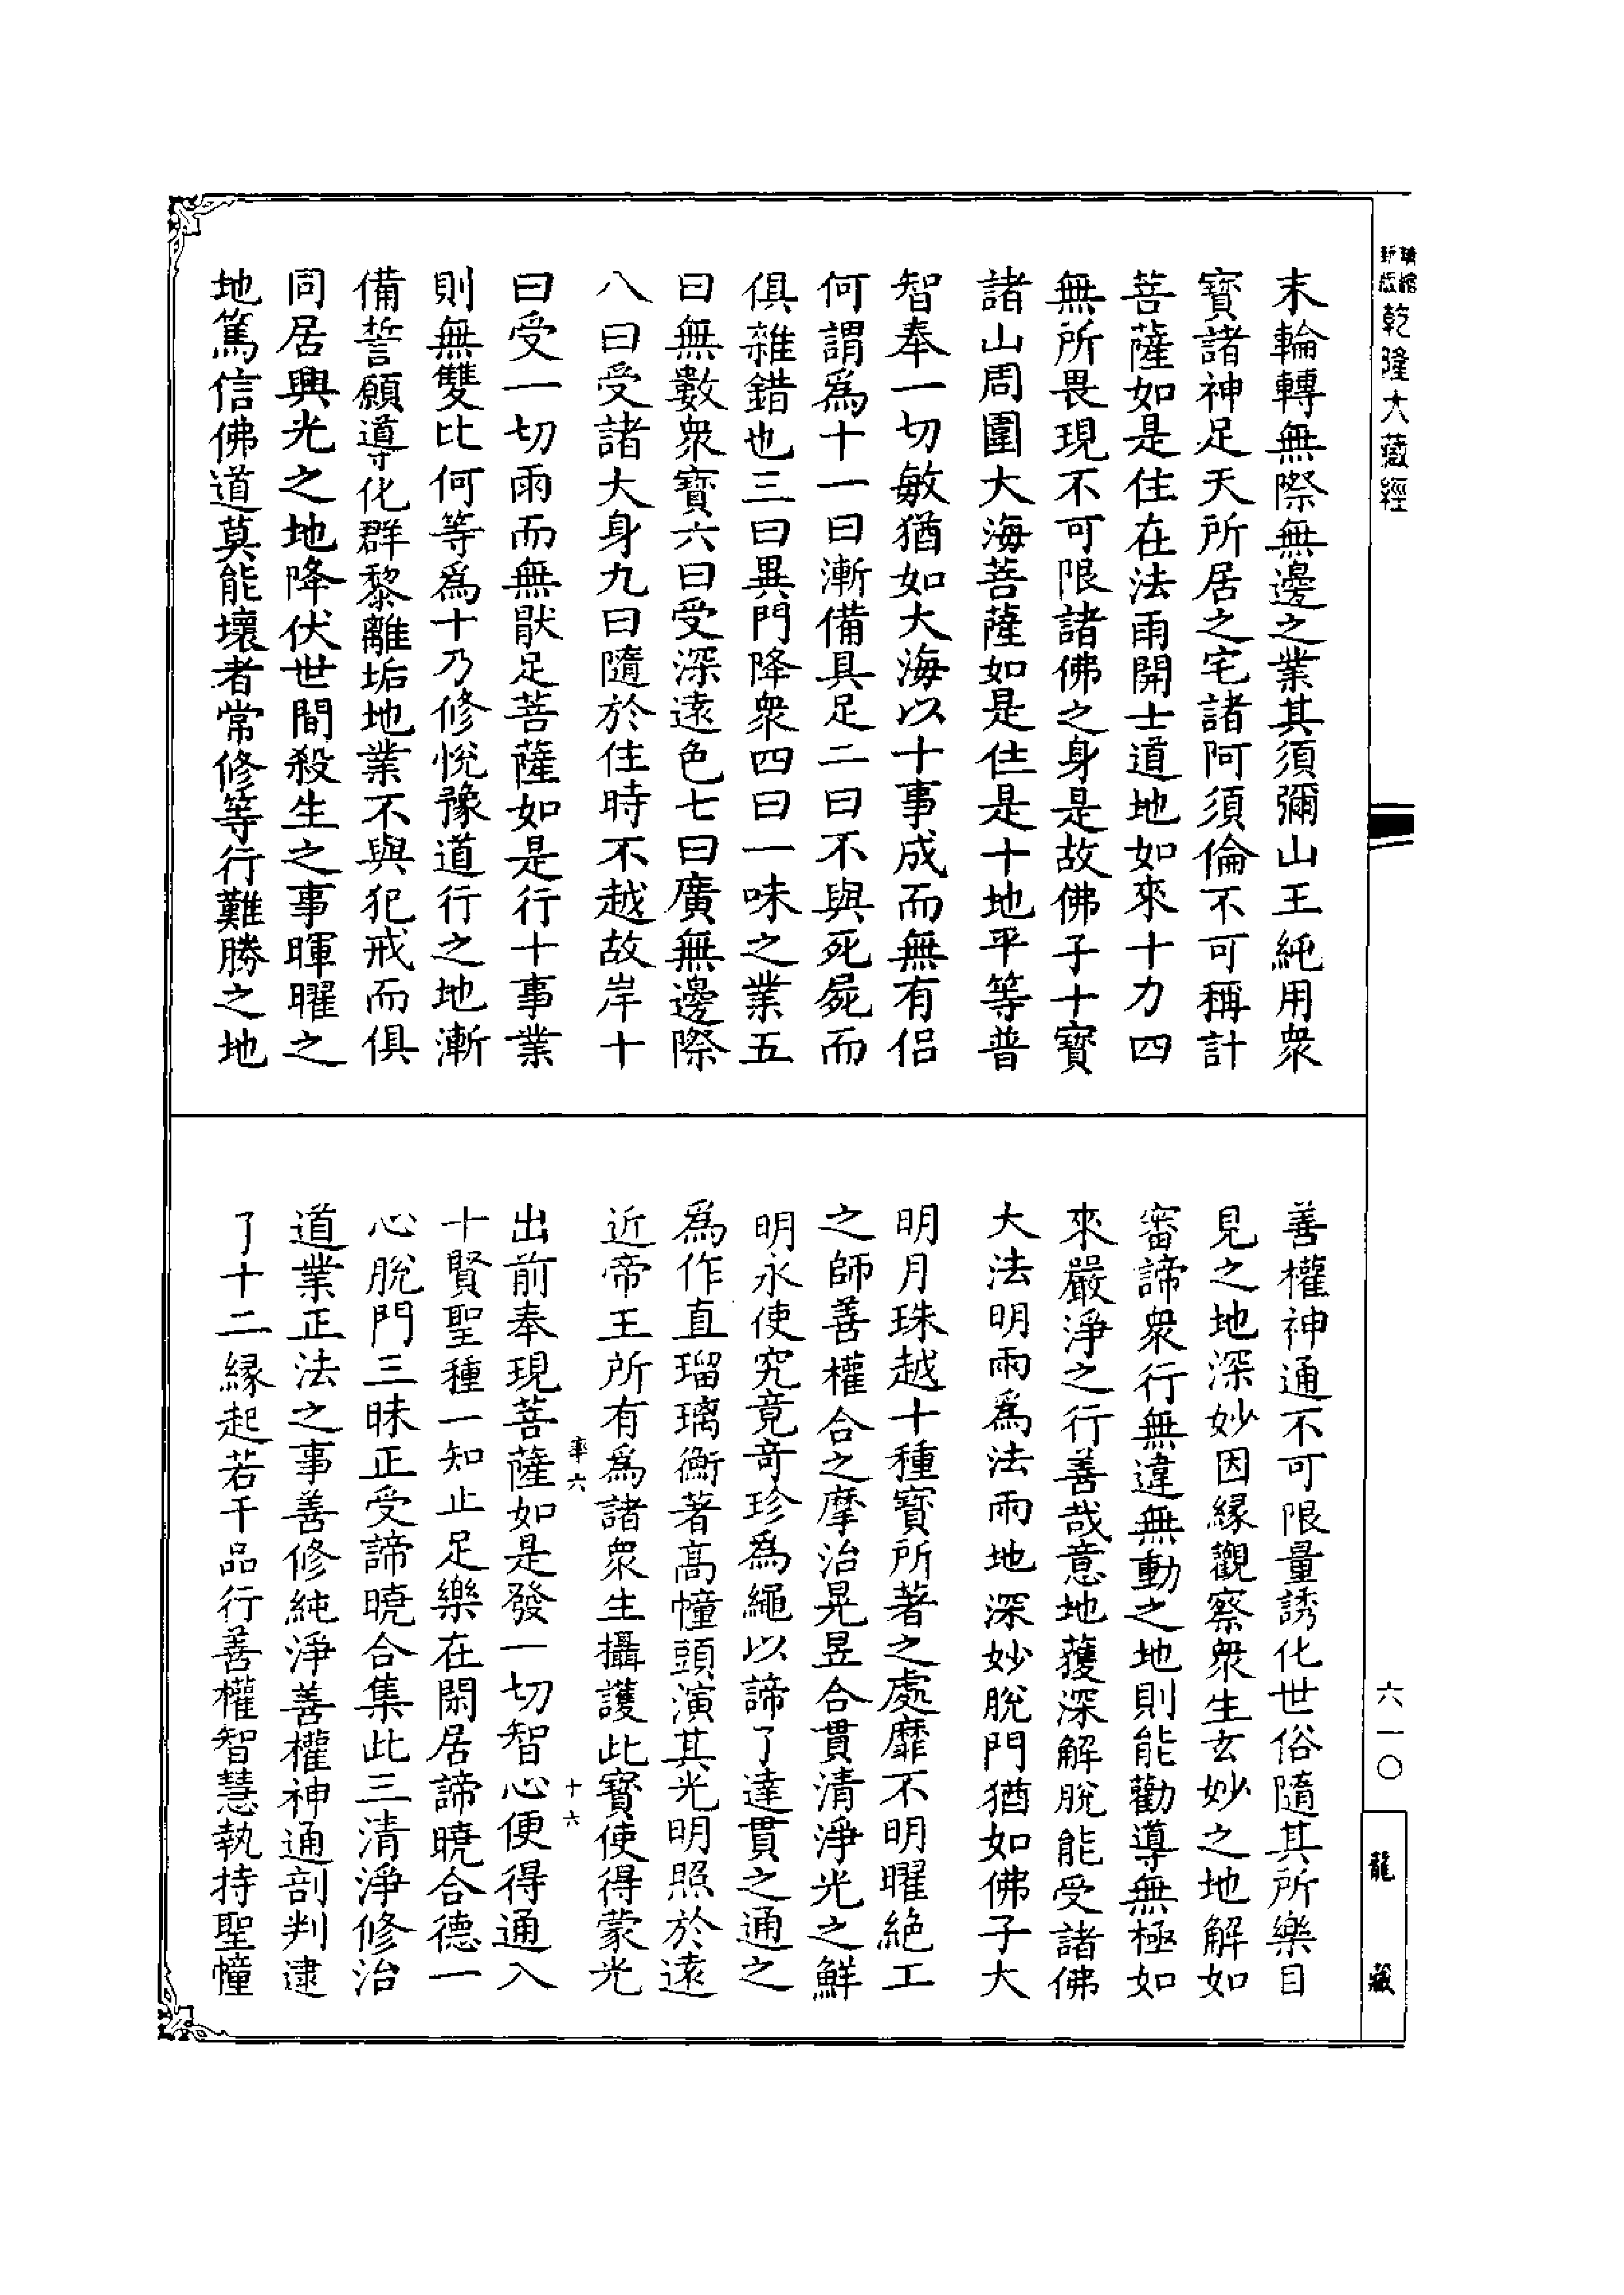 乾隆大藏經
末輪轉無際無邊之業其須彌山王純用衆
寶諸神足天所居之宅諸阿須倫不可稱計
菩薩如是住在法雨開士道地如來十力四
無所畏現不可限諸佛之身是故佛子十寶
諸山周圍大海菩薩如是住是十地平等普
智奉一切敏猶如大海以十事成而無有侣
何謂爲十一曰漸備具足二曰不與死屍而
俱雜錯也三曰異門降衆四曰一味之業五
曰無數衆寶六曰受深遠色七曰廣無邊際
八曰受諸大身九曰隨於住時不越故岸十
曰受一切雨而無猒足菩薩如是行十事業
則無雙比何等爲十乃修悅豫道行之地漸
備誓願導化群黎離垢地業不與犯戒而俱
同居興光之地降伏世間殺生之事暉曜之
地篤信佛道莫能壞者常修等行難勝之地
善權神通不可限量誘化世俗隨其所樂目
見之地深妙因緣觀察衆生玄妙之地解如
審諦衆行無違無動之地則能勸導無極如
來嚴淨之行善哉意地獲深解脫能受諸佛
大法明雨爲法雨地深妙脫門猶如佛子大
明月珠越十種寶所著之處靡不明曜絕工
之師善權合之摩治晃昱合貫清淨光之鮮
明永使究竟奇珍爲繩以諦了達貫之通之
爲作直瑠璃衡著高幢頭演其光明照於遠
近帝王所有爲諸衆生攝護此寶使得蒙光
率六
十六
出前奉現菩薩如是發一切智心便得通入
十賢聖種一知止足樂在閑居諦曉合德一
心脫門三昧正受諦曉合集此三清淨修治
道業正法之事善修純淨善權神通剖判逮
了十二緣起若干品行善權智慧執持聖幢
六一〇
龍藏